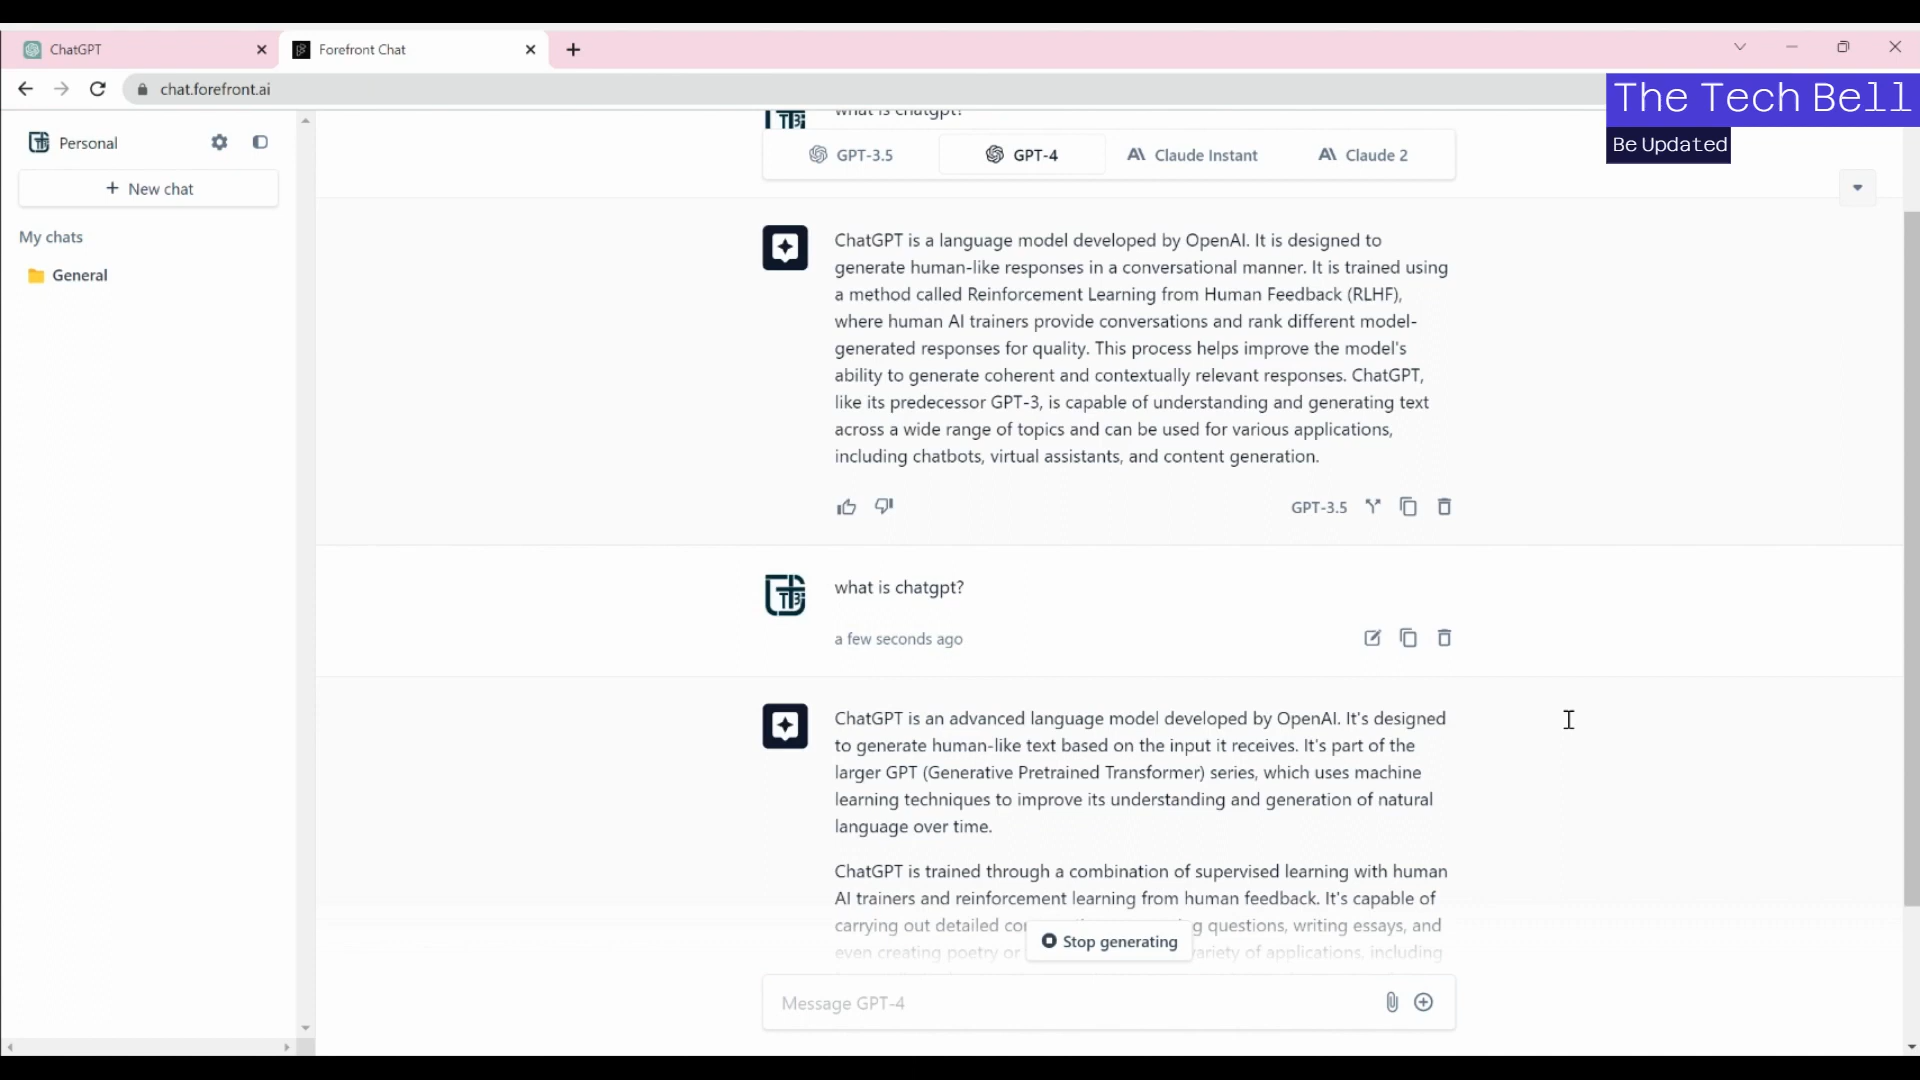 ChatGPT
Forefront Chat
chat.forefront.ai
The Tech Bell
Be Updated
Personal
New chat
My chats
General
what is chatgpt?
GPT-3.5
GPT-4
Claude Instant
Claude 2
ChatGPT is a language model developed by OpenAI. It is designed to
generate human-like responses in a conversational manner. It is trained using
a method called Reinforcement Learning from Human Feedback (RLHF),
where human AI trainers provide conversations and rank different model-
generated responses for quality. This process helps improve the model's
ability to generate coherent and contextually relevant responses. ChatGPT,
like its predecessor GPT-3, is capable of understanding and generating text
across a wide range of topics and can be used for various applications,
including chatbots, virtual assistants, and content generation.
GPT-3.5
what is chatgpt?
a few seconds ago
ChatGPT is an advanced language model developed by OpenAI. It's designed
to generate human-like text based on the input it receives. It's part of the
larger GPT (Generative Pretrained Transformer) series, which uses machine
learning techniques to improve its understanding and generation of natural
language over time.
ChatGPT is trained through a combination of supervised learning with human
AI trainers and reinforcement learning from human feedback. It's capable of
carrying out detailed questions, writing essays, and
even creating poetry or variety of applications, including
Stop generating
Message GPT-4